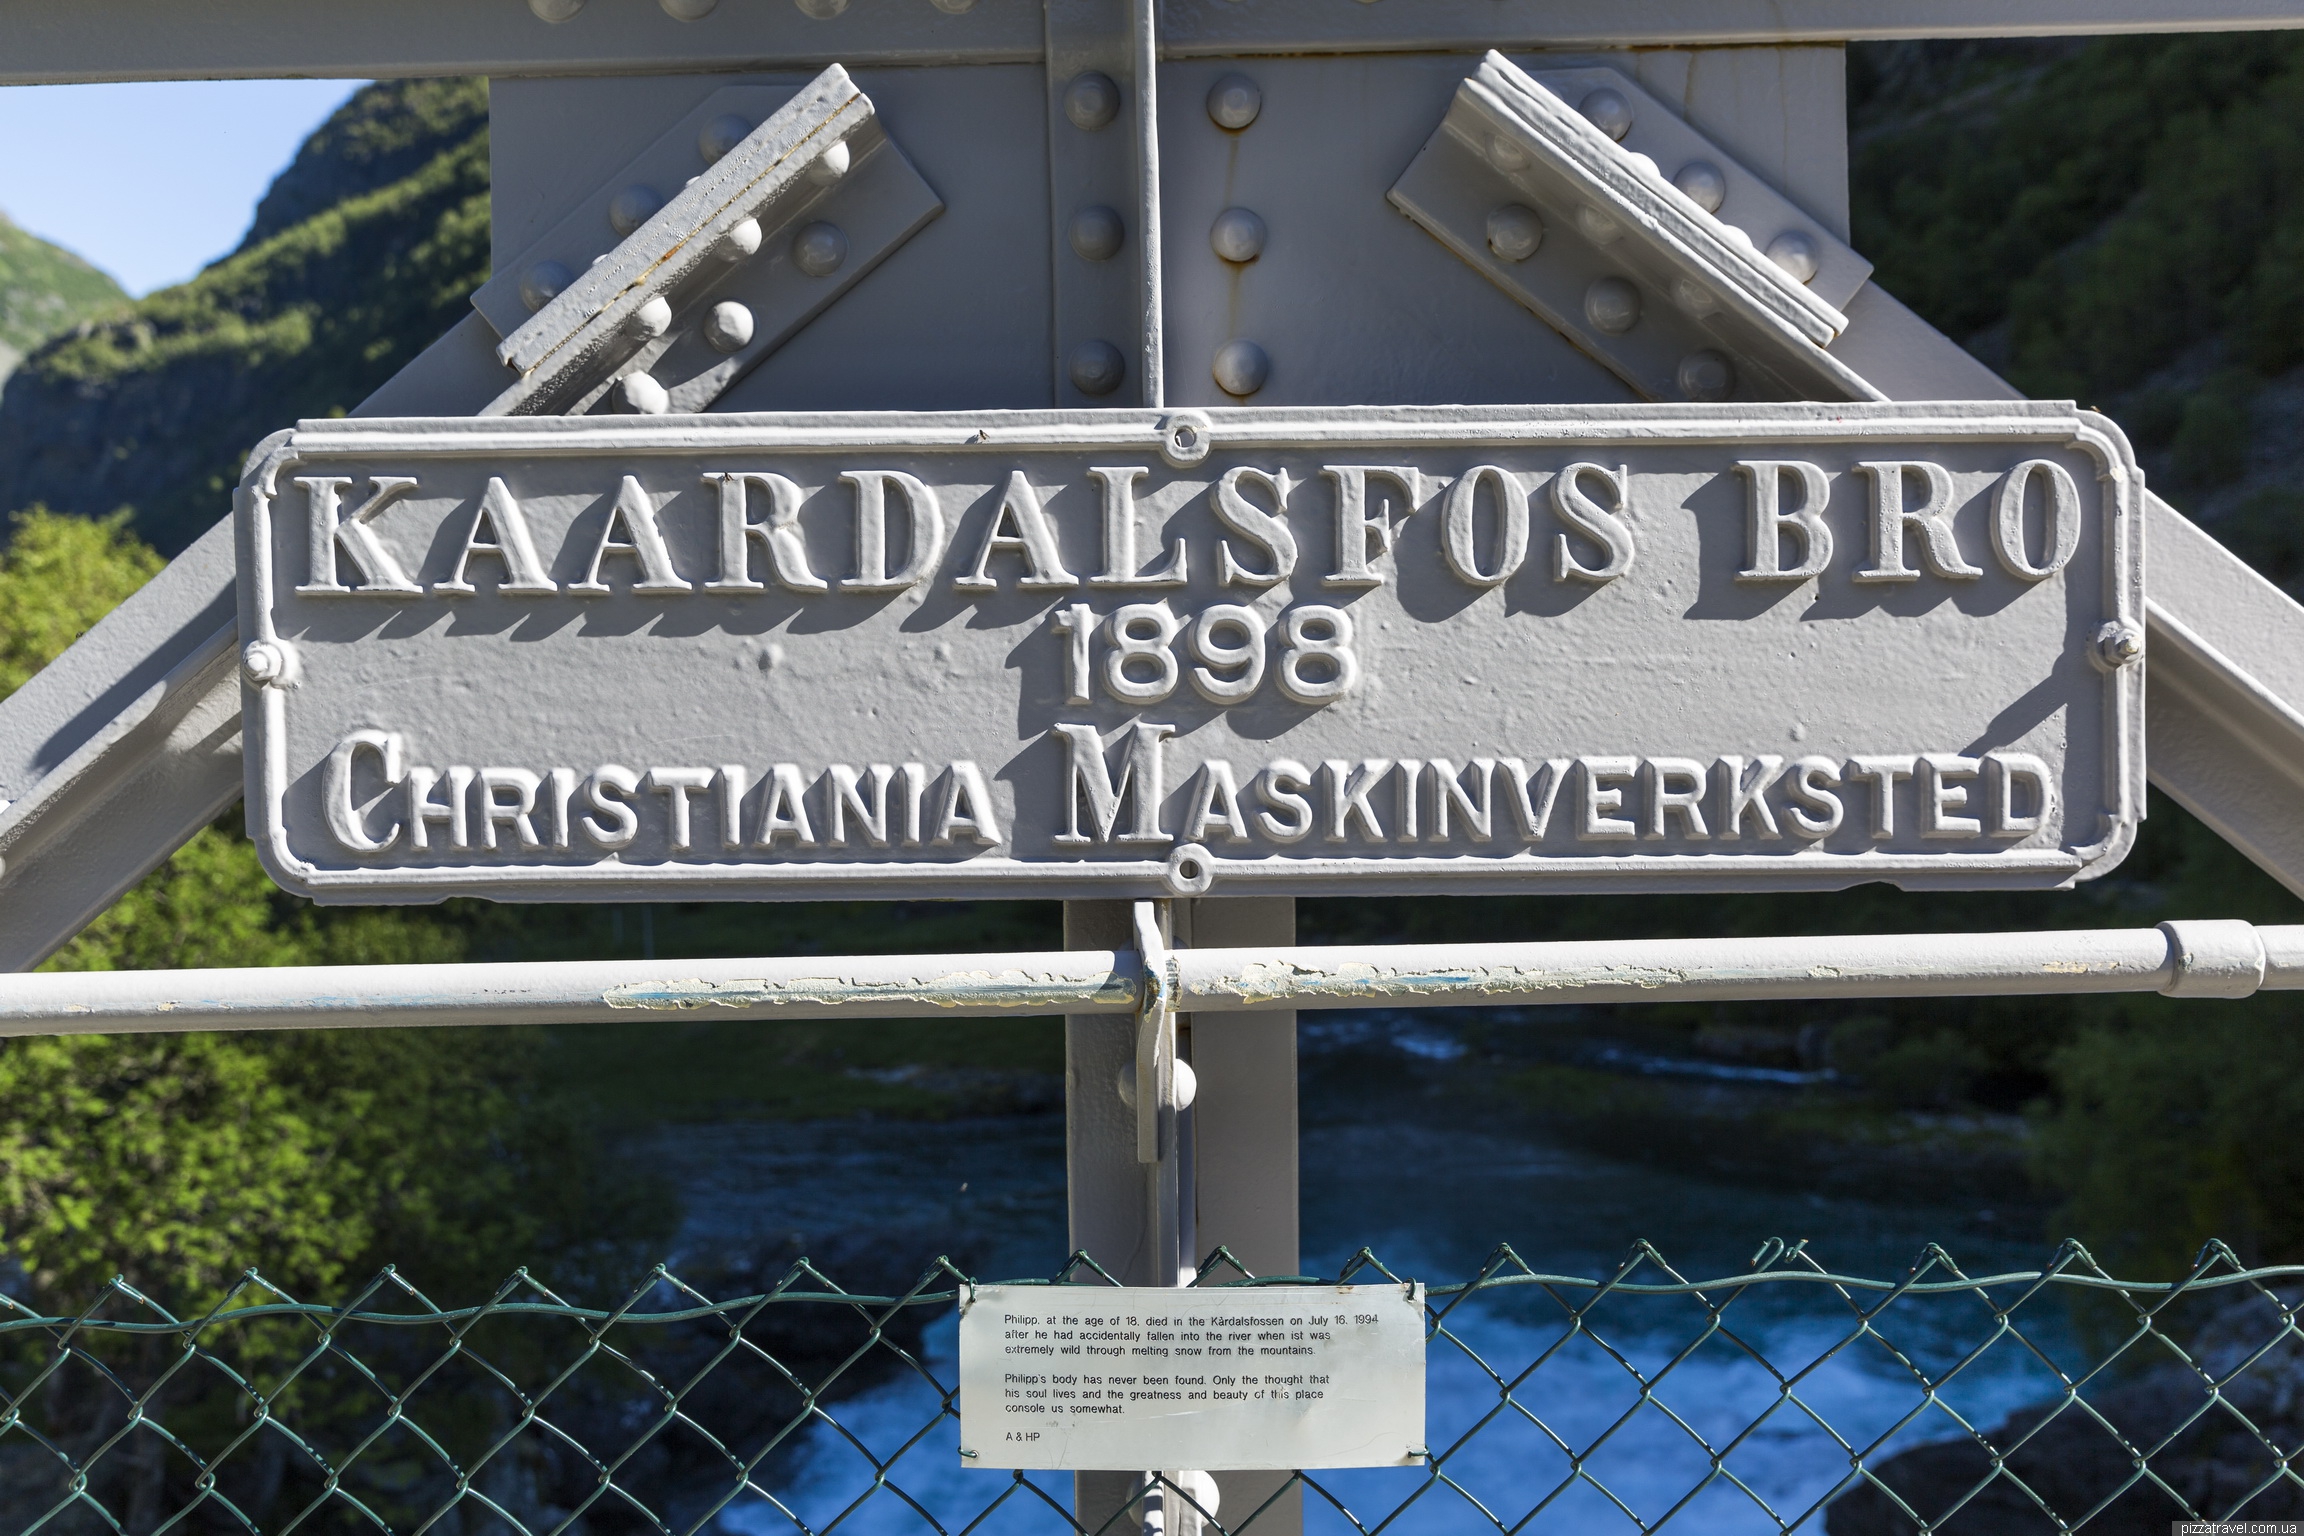 KAARDALSFOS BRO
1898
CHRISTIANIA MASKINVERKSTED
Philipp, at the age of 18, died in the Kårdalsfossen on July 16, 1994
after he had accidentally fallen into the river when ist was
extremely wild through melting snow from the mountains.
Philipp's body has never been found. Only the thought that
his soul lives and the greatness and beauty of this place
console us somewhat.
A & HP
pizzatravel.com.ua